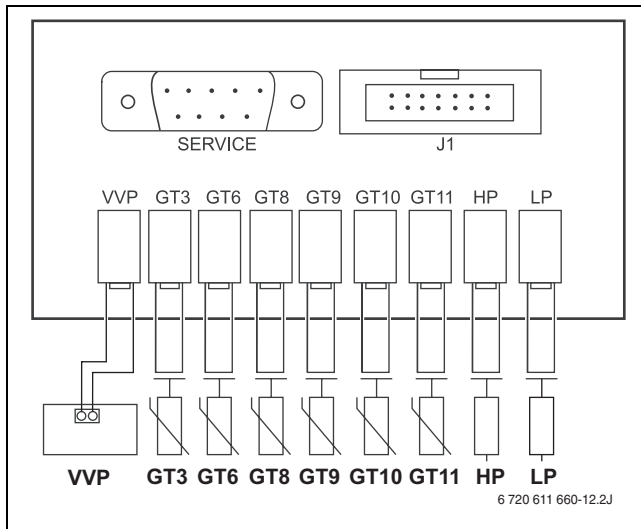 SERVICE J1
VVP GT3 GT6 GT8 GT9 GT10 GT11 HP LP
VVP GT3 GT6 GT8 GT9 GT10 GT11 HP LP
6 720 611 660-12.2J